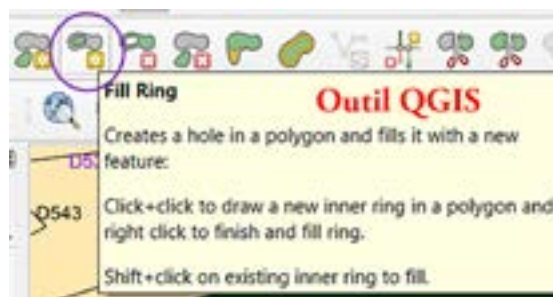 Fill Ring
Outil QGIS
Creates a hole in a polygon and fills it with a new
feature:
D543
Click+click to draw a new inner ring in a polygon and
right click to finish and fill ring.
Shift+click on existing inner ring to fill.